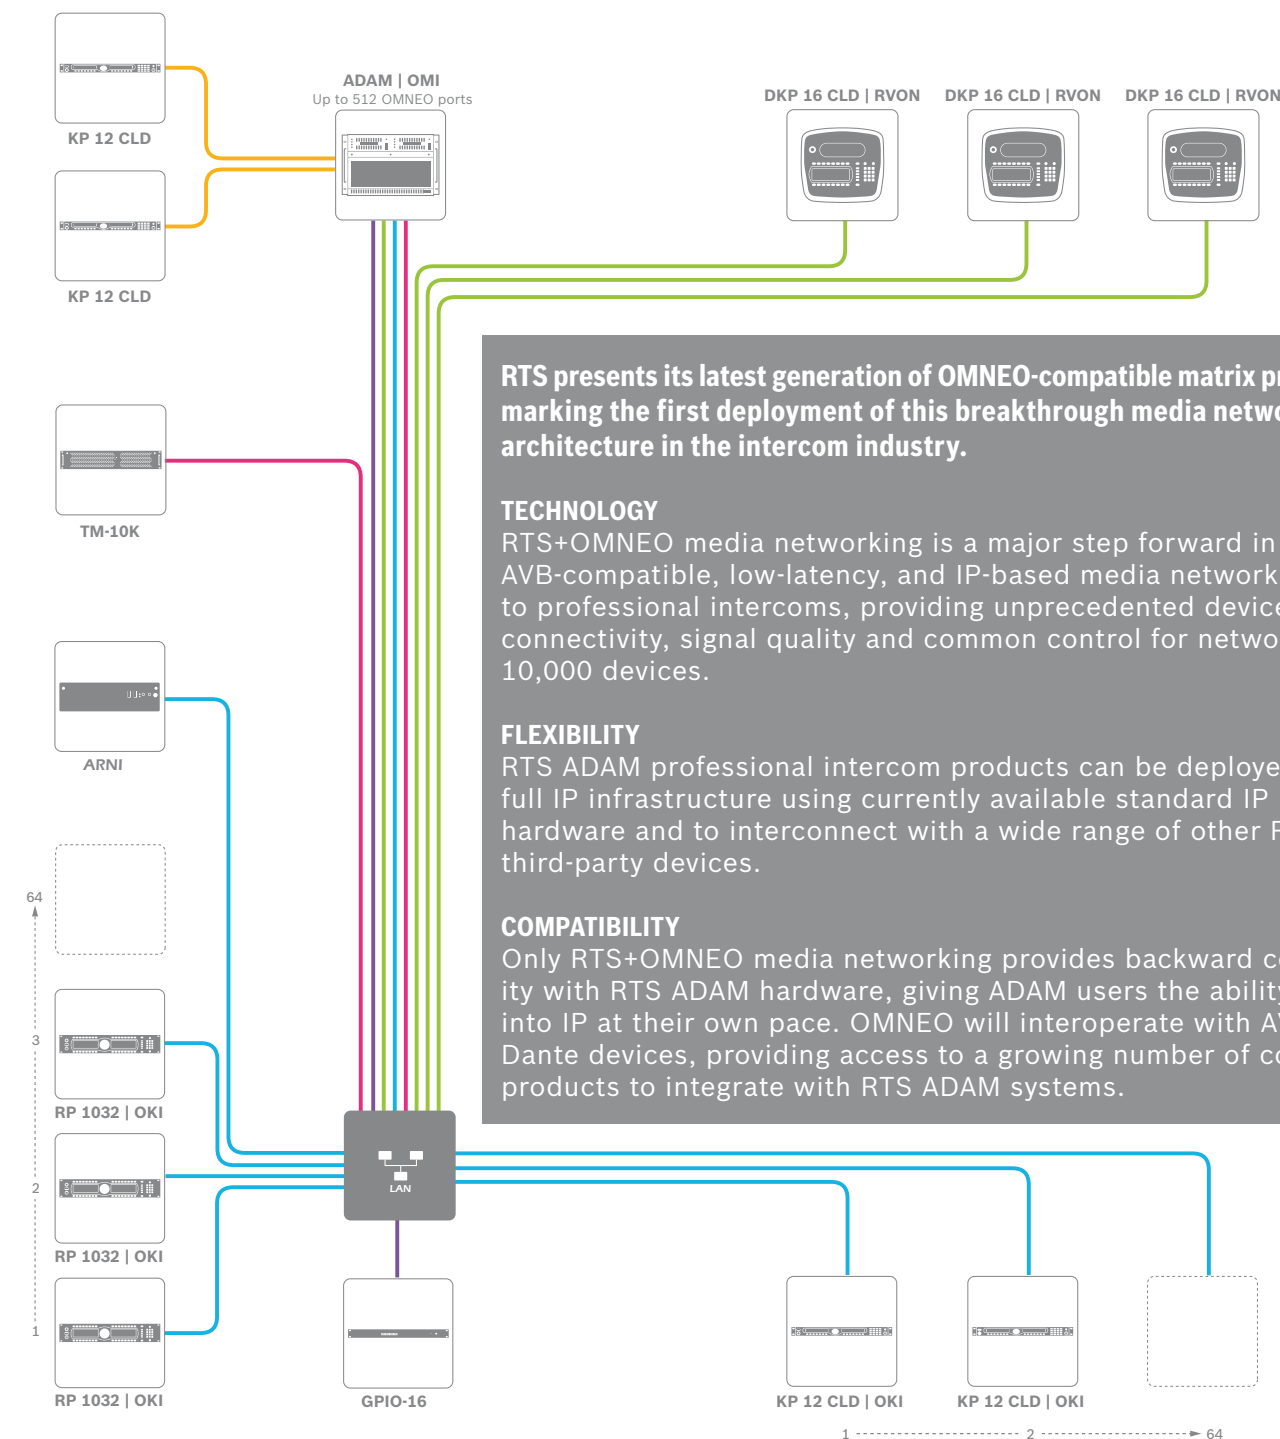 ADAM | OMI
Up to 512 OMNEO ports
DKP 16 CLD | RVON
DKP 16 CLD | RVON
DKP 16 CLD | RVON
KP 12 CLD
KP 12 CLD
RTS presents its latest generation of OMNEO-compatible matrix
marking the first deployment of this breakthrough media
architecture in the intercom industry.
TECHNOLOGY
RTS+OMNEO media networking is a major step forward in
AVB-compatible, low-latency, and IP-based media
to professional intercoms, providing unprecedented
connectivity, signal quality and common control for
10,000 devices.
FLEXIBILITY
RTS ADAM professional intercom products can be
full IP infrastructure using currently available standard IP
hardware and to interconnect with a wide range of other
third-party devices.
COMPATIBILITY
Only RTS+OMNEO media networking provides backward
ity with RTS ADAM hardware, giving ADAM users the ability
into IP at their own pace. OMNEO will interoperate with
Dante devices, providing access to a growing number of
products to integrate with RTS ADAM systems.
TM-10K
ARNI
64
3
RP 1032 | OKI
2
RP 1032 | OKI
1
RP 1032 | OKI
LAN
GPIO-16
KP 12 CLD | OKI
KP 12 CLD | OKI
1 2 64